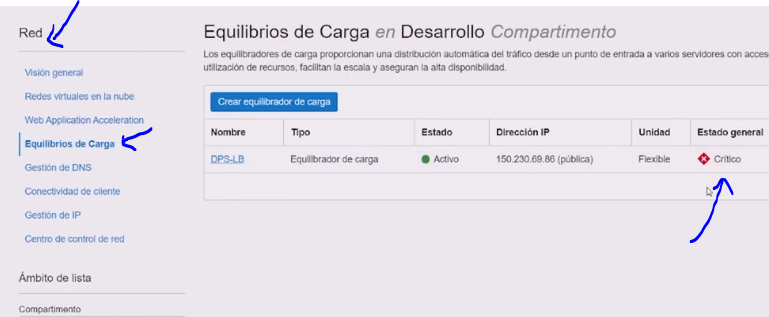 Red
Visión general
Redes virtuales en la nube
Web Application Acceleration
Equilibrios de Carga
Gestión de DNS
Conectividad de cliente
Gestión de IP
Centro de control de red
Ámbito de lista
Compartimento
Equilibrios de Carga en Desarrollo Compartimento
Los equilibradores de carga proporcionan una distribución automática del tráfico desde un punto de entrada a varios servidores con
utilización de recursos, facilitan la escala y aseguran la alta disponibilidad.
Crear equilibrador de carga
Nombre Tipo Estado Dirección IP Unidad Estado general
DPS-LB Equilibrador de carga Activo 150.230.69.86 (pública) Flexible Crítico